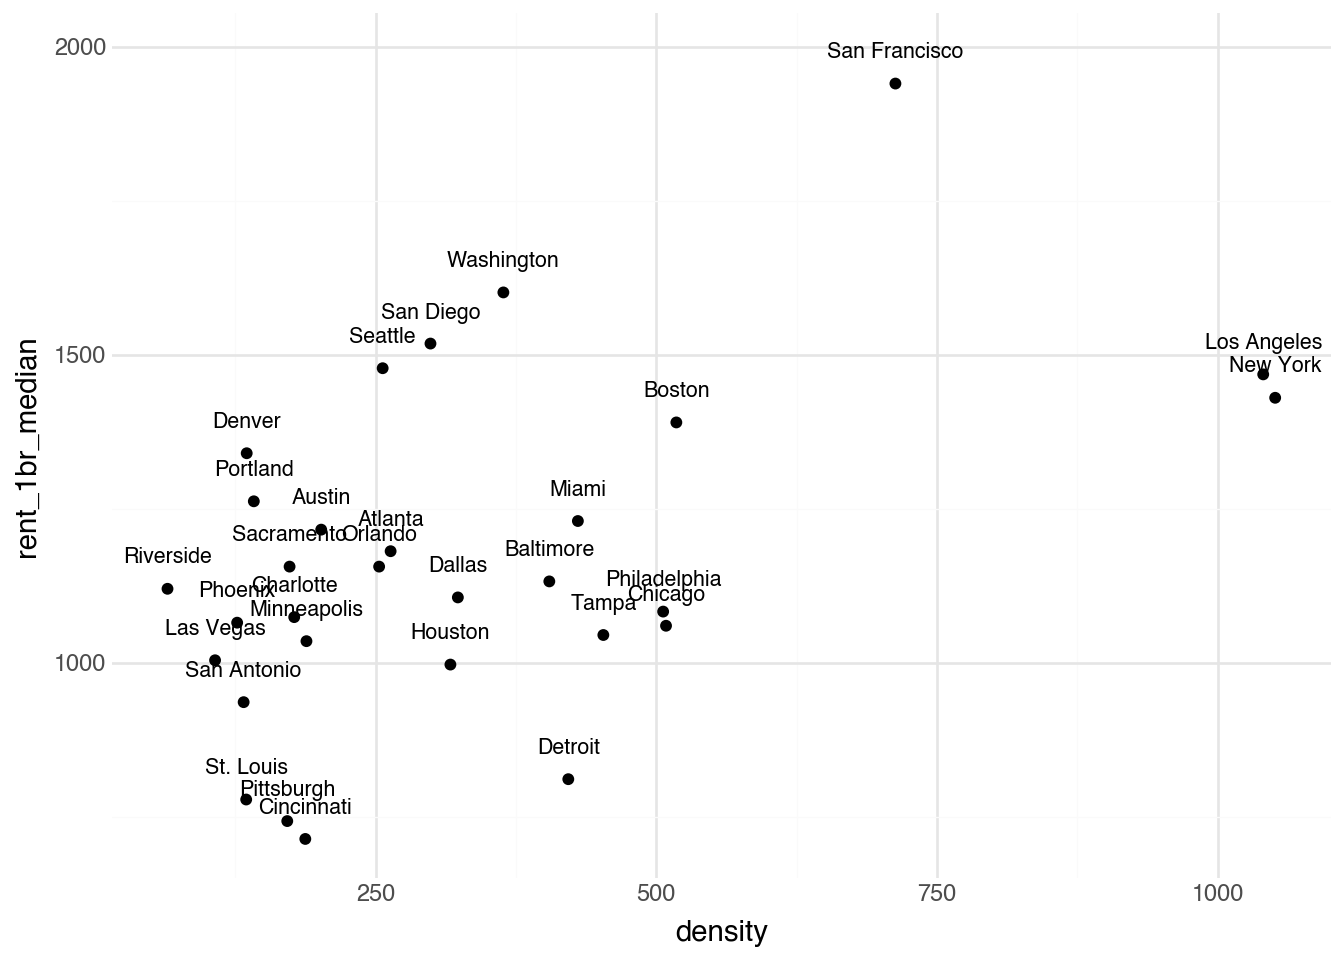 2000
San Francisco
Washington
San Diego
Seattle
1500
Los Angeles
New York
Boston
Denver
Portland
Austin
Miami
Atlanta
Sacramento
Orlando
Riverside
Baltimore
Dallas
Phoenix
Charlotte
Philadelphia
Chicago
Minneapolis
Tampa
Las Vegas
Houston
1000
San Antonio
Detroit
St. Louis
Pittsburgh
Cincinnati
250
500
750
1000
density
rent_1br_median